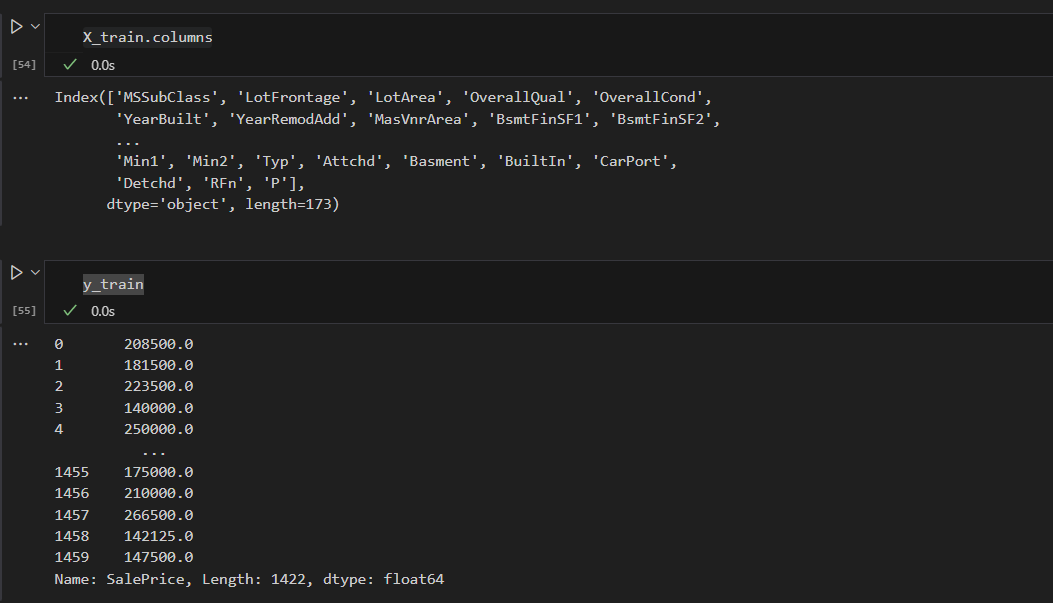 X_train.columns
[54]
0.0s
...
Index(['MSSubClass', 'LotFrontage', 'LotArea', 'OverallQual', 'OverallCond',
'YearBuilt', 'YearRemodAdd', 'MasVnrArea', 'BsmtFinSF1', 'BsmtFinSF2',
...
'Min1', 'Min2', 'Typ', 'Attchd', 'Basment', 'BuiltIn', 'CarPort',
'Detchd', 'RFn', 'P'],
dtype='object', length=173)
y_train
[55]
0.0s
...
0 208500.0
1 181500.0
2 223500.0
3 140000.0
4 250000.0
...
1455 175000.0
1456 210000.0
1457 266500.0
1458 142125.0
1459 147500.0
Name: SalePrice, Length: 1422, dtype: float64